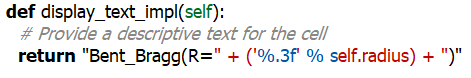 def display_text_impl(self):
    # Provide a descriptive text for the cell
    return "Bent_Bragg(R=" + ('%.3f' % self.radius) + ")"